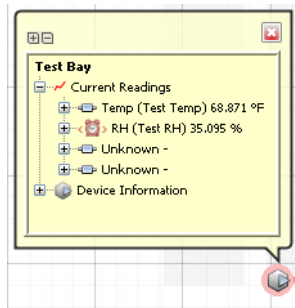 Test Bay
Current Readings
Temp (Test Temp) 68.871 °F
RH (Test RH) 35.095 %
Unknown -
Unknown -
Device Information